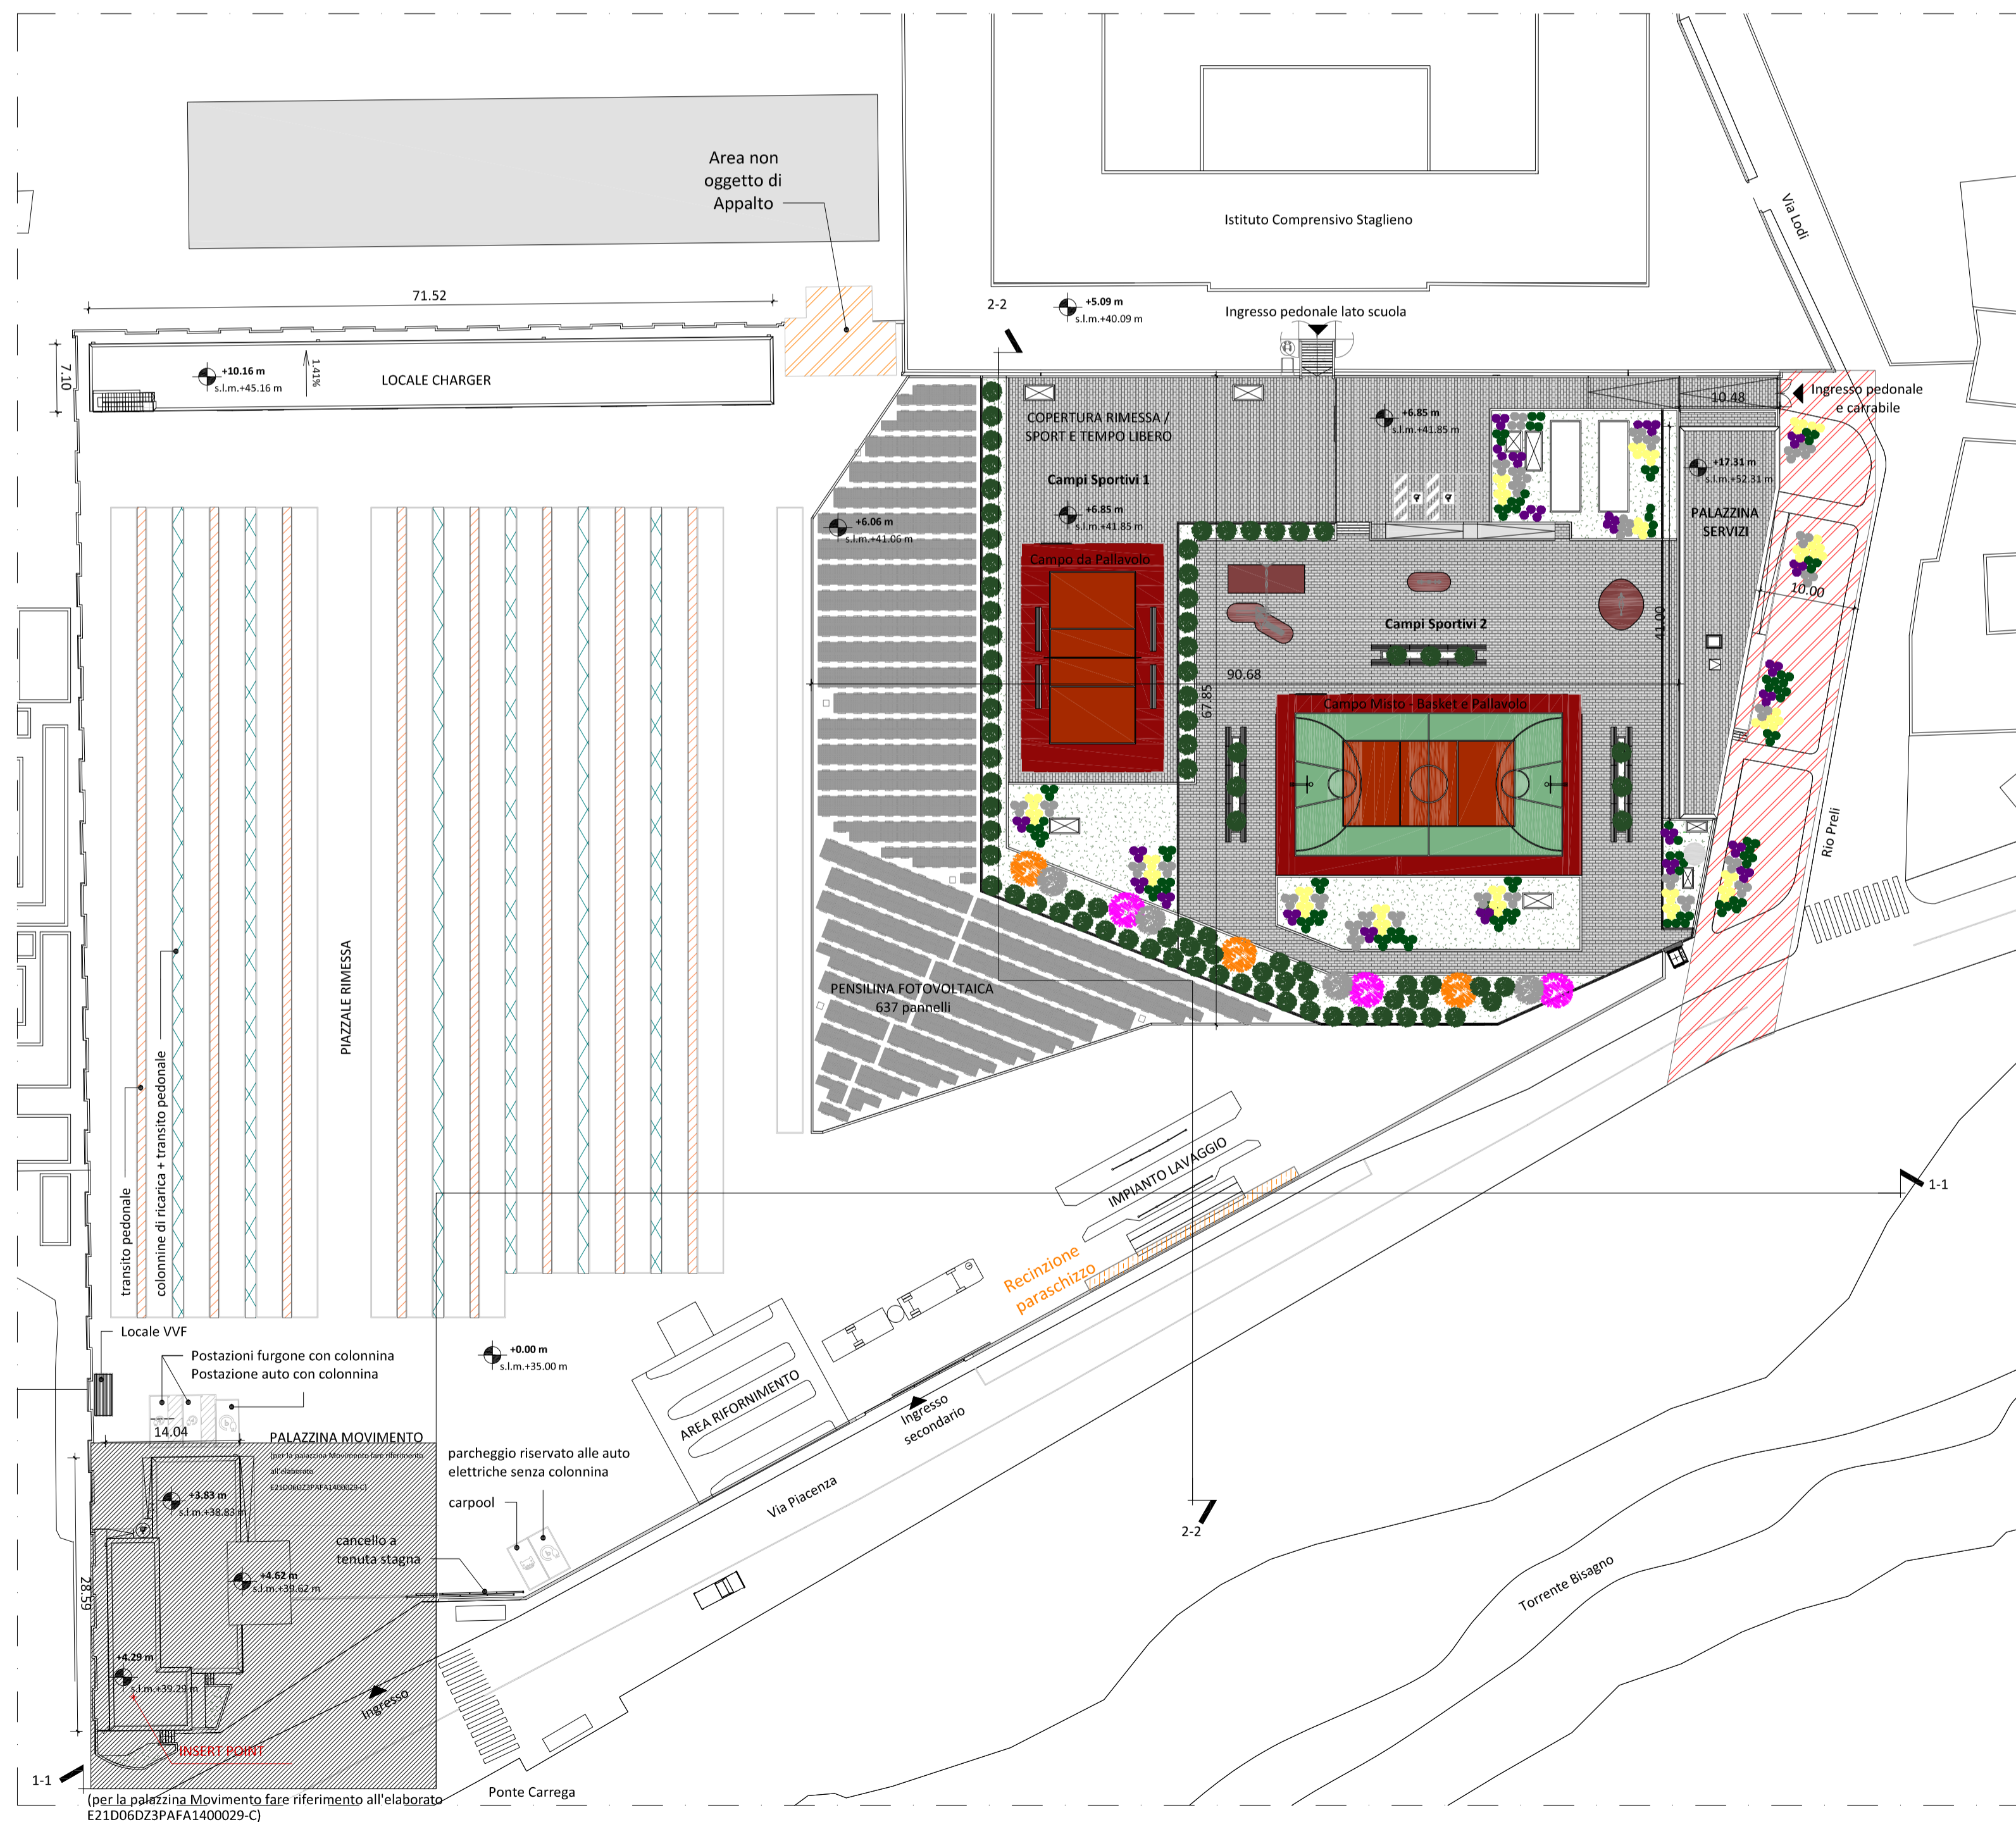 Area non
oggetto di
Appalto
Istituto Comprensivo Staglieno
Via Lodi
71.52
2-2
+5.09 m
s.l.m.+40.09 m
Ingresso pedonale lato scuola
7.10
+10.16 m
s.l.m.+45.16 m
1.41%
LOCALE CHARGER
Ingresso pedonale
e carrabile
10.48
COPERTURA RIMESSA /
SPORT E TEMPO LIBERO
+6.85 m
s.l.m.+41.85 m
+17.31 m
s.l.m.+52.31 m
Campi Sportivi 1
+6.85 m
s.l.m.+41.85 m
PALAZZINA
SERVIZI
+6.06 m
s.l.m.+41.06 m
Campo da Pallavolo
10.00
41.00
Campi Sportivi 2
90.68
67.85
Campo Misto - Basket e Pallavolo
Rio Preli
PIAZZALE RIMESSA
PENSILINA FOTOVOLTAICA
637 pannelli
transito pedonale
colonnine di ricarica + transito pedonale
IMPIANTO LAVAGGIO
1-1
Recinzione
paraschizzo
Locale VVF
Postazioni furgone con colonnina
Postazione auto con colonnina
+0.00 m
s.l.m.+35.00 m
AREA RIFORNIMENTO
Ingresso
secondario
14.04
PALAZZINA MOVIMENTO
(per la palazzina Movimento fare riferimento
all'elaborato
E21D06DZ3PAFA1400029-C)
parcheggio riservato alle auto
elettriche senza colonnina
carpool
Via Piacenza
+3.83 m
s.l.m.+38.83 m
cancello a
tenuta stagna
2-2
Torrente Bisagno
28.59
+4.62 m
s.l.m.+39.62 m
+4.29 m
s.l.m.+39.29 m
Ingresso
INSERT POINT
1-1
Ponte Carrega
(per la palazzina Movimento fare riferimento all'elaborato
E21D06DZ3PAFA1400029-C)